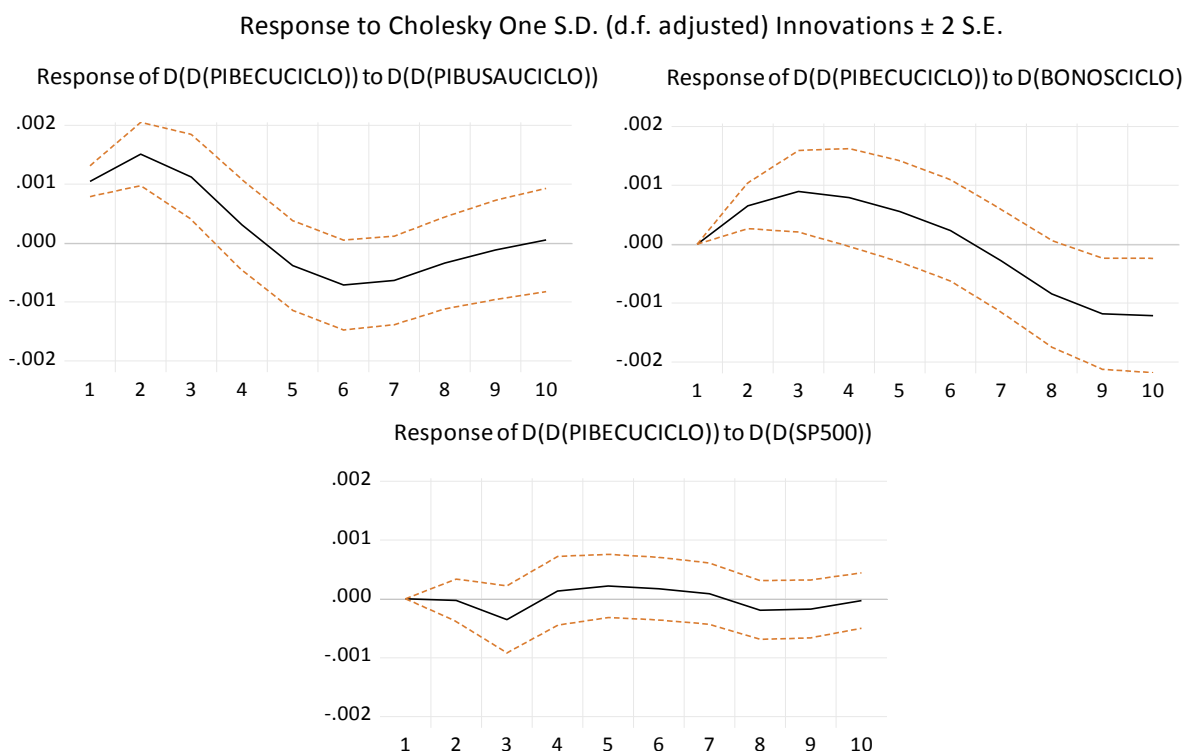 Response to Cholesky One S.D. (d.f. adjusted) Innovations ± 2 S.E.
Response of D(D(PIBECUCICLO)) to D(D(PIBUSAUCICLO))
.002
.001
.000
-.001
-.002
1 2 3 4 5 6 7 8 9 10
Response of D(D(PIBECUCICLO)) to D(BONOSCICLO)
.002
.001
.000
-.001
-.002
1 2 3 4 5 6 7 8 9 10
Response of D(D(PIBECUCICLO)) to D(D(SP500))
.002
.001
.000
-.001
-.002
1 2 3 4 5 6 7 8 9 10